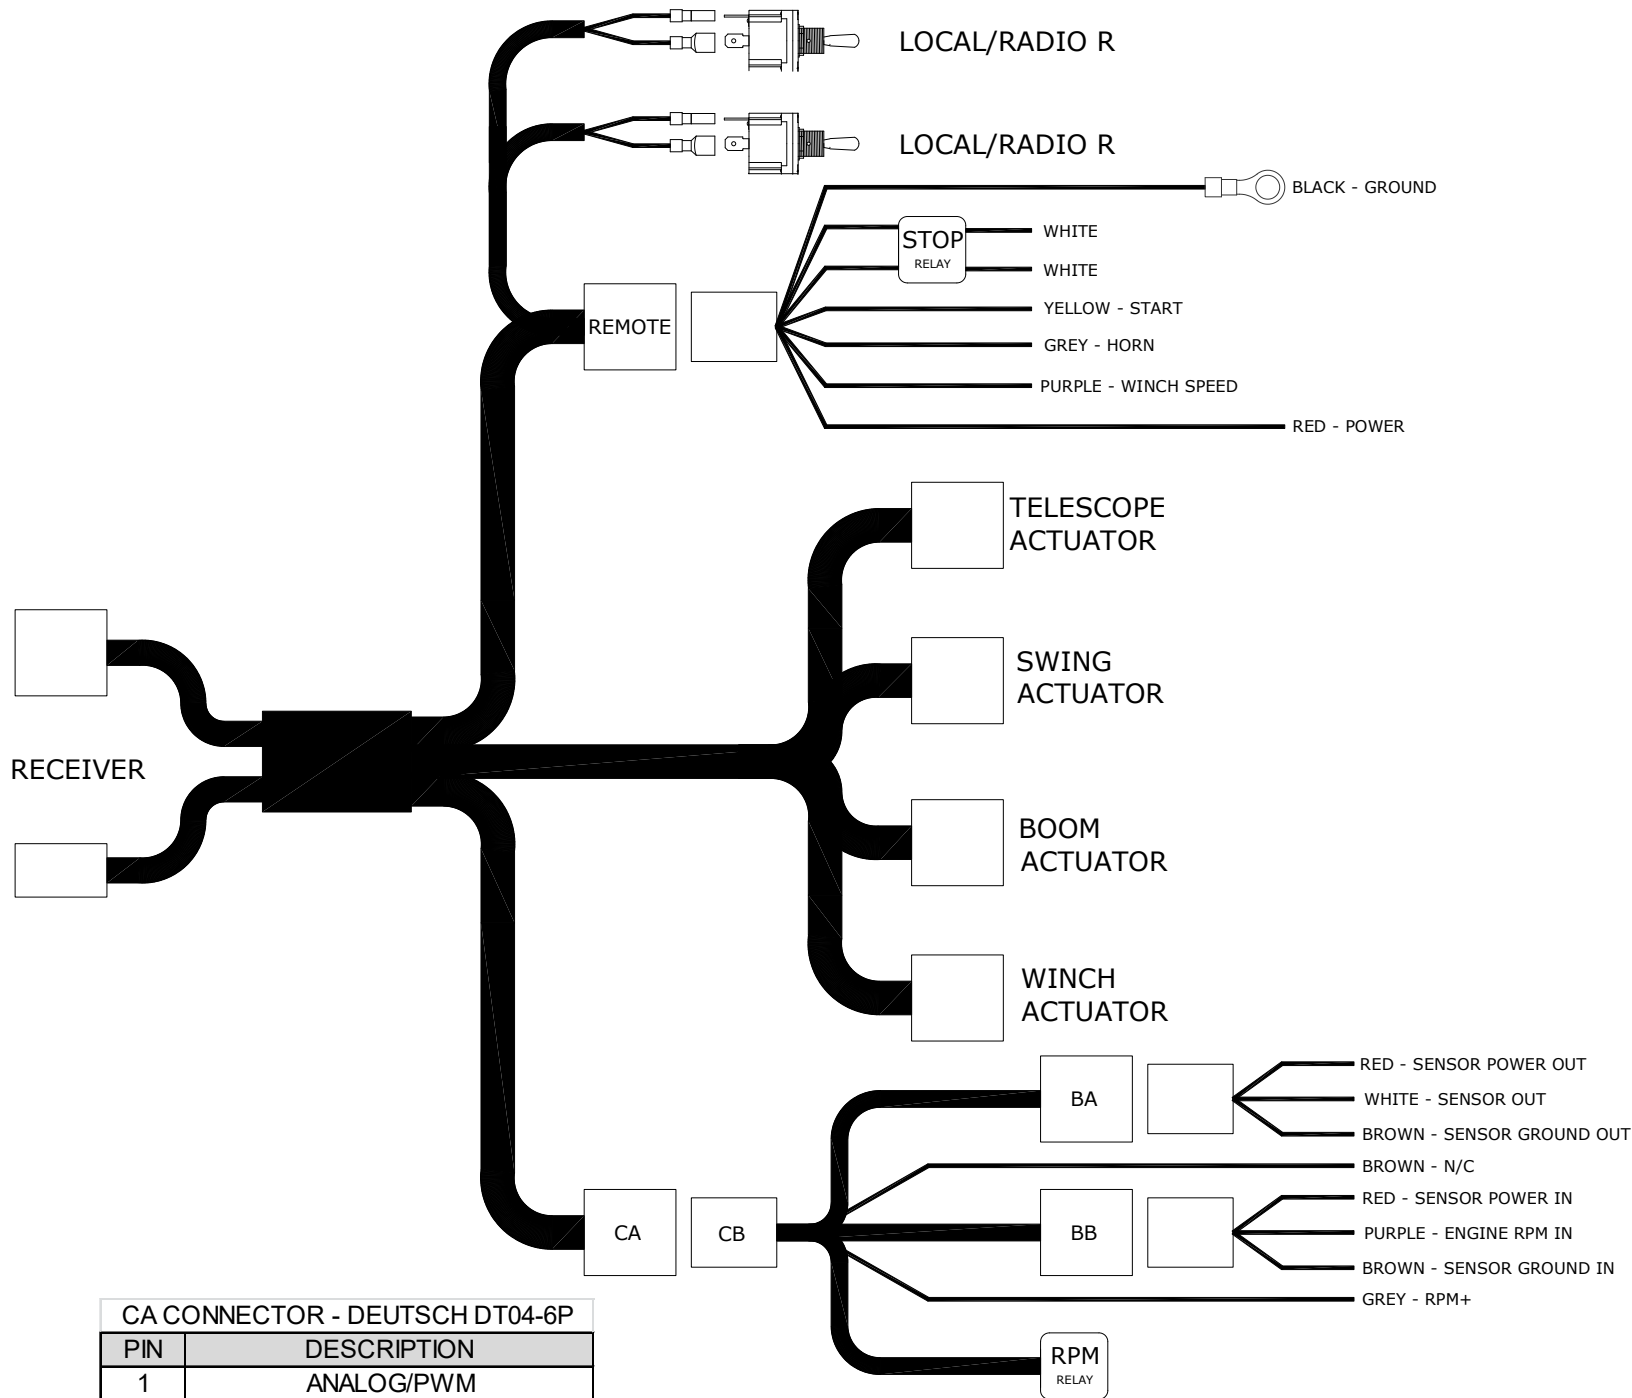 LOCAL/RADIO R
LOCAL/RADIO R
BLACK - GROUND
STOP
RELAY
WHITE
WHITE
YELLOW - START
REMOTE
GREY - HORN
PURPLE - WINCH SPEED
RED - POWER
TELESCOPE
ACTUATOR
SWING
ACTUATOR
RECEIVER
BOOM
ACTUATOR
WINCH
ACTUATOR
RED - SENSOR POWER OUT
BA
WHITE - SENSOR OUT
BROWN - SENSOR GROUND OUT
BROWN - N/C
RED - SENSOR POWER IN
CA
CB
BB
PURPLE - ENGINE RPM IN
BROWN - SENSOR GROUND IN
GREY - RPM+
RPM
RELAY
CA CONNECTOR - DEUTSCH DT04-6P
PIN DESCRIPTION
1 ANALOG/PWM